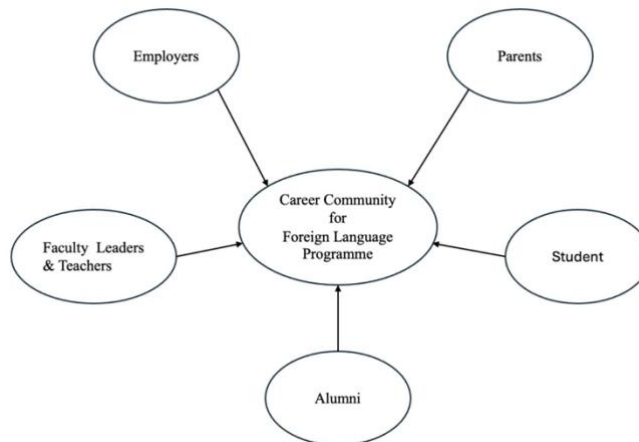 Employers
Parents
Career Community
for
Foreign Language
Programme
Faculty Leaders
& Teachers
Student
Alumni